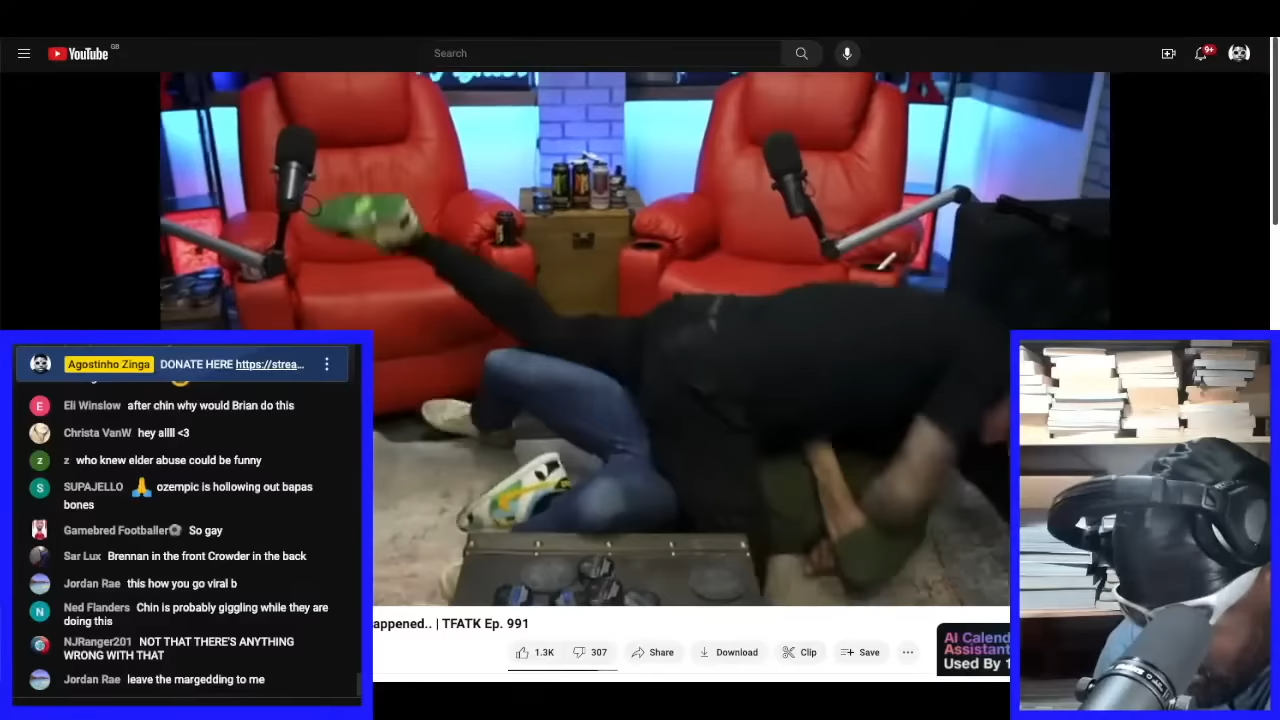 YouTube GB
Search
9+
Agostinho Zinga DONATE HERE https://strea...
Eli Winslow after chin why would Brian do this
Christa VanW hey allll <3
z who knew elder abuse could be funny
SUPAJELLO 🙏 ozempic is hollowing out bapas
bones
Gamebred Footballer⚽ So gay
Sar Lux Brennan in the front Crowder in the back
Jordan Rae this how you go viral b
Ned Flanders Chin is probably giggling while they are
doing this
NJRanger201 NOT THAT THERE'S ANYTHING
WRONG WITH THAT
Jordan Rae leave the margedding to me
appened.. | TFATK Ep. 991
1.3K 307 Share Download Clip Save
AI Calend
Assistant
Used By 1